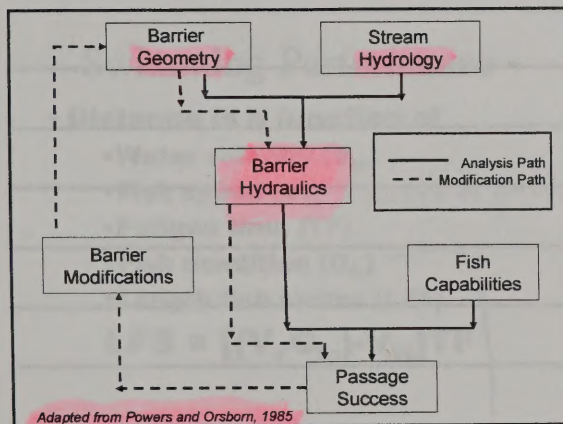 Barrier
Geometry
Stream
Hydrology
Barrier
Hydraulics
Analysis Path
Modification Path
Barrier
Modifications
Fish
Capabilities
Passage
Success
Adapted from Powers and Orsborn, 1985